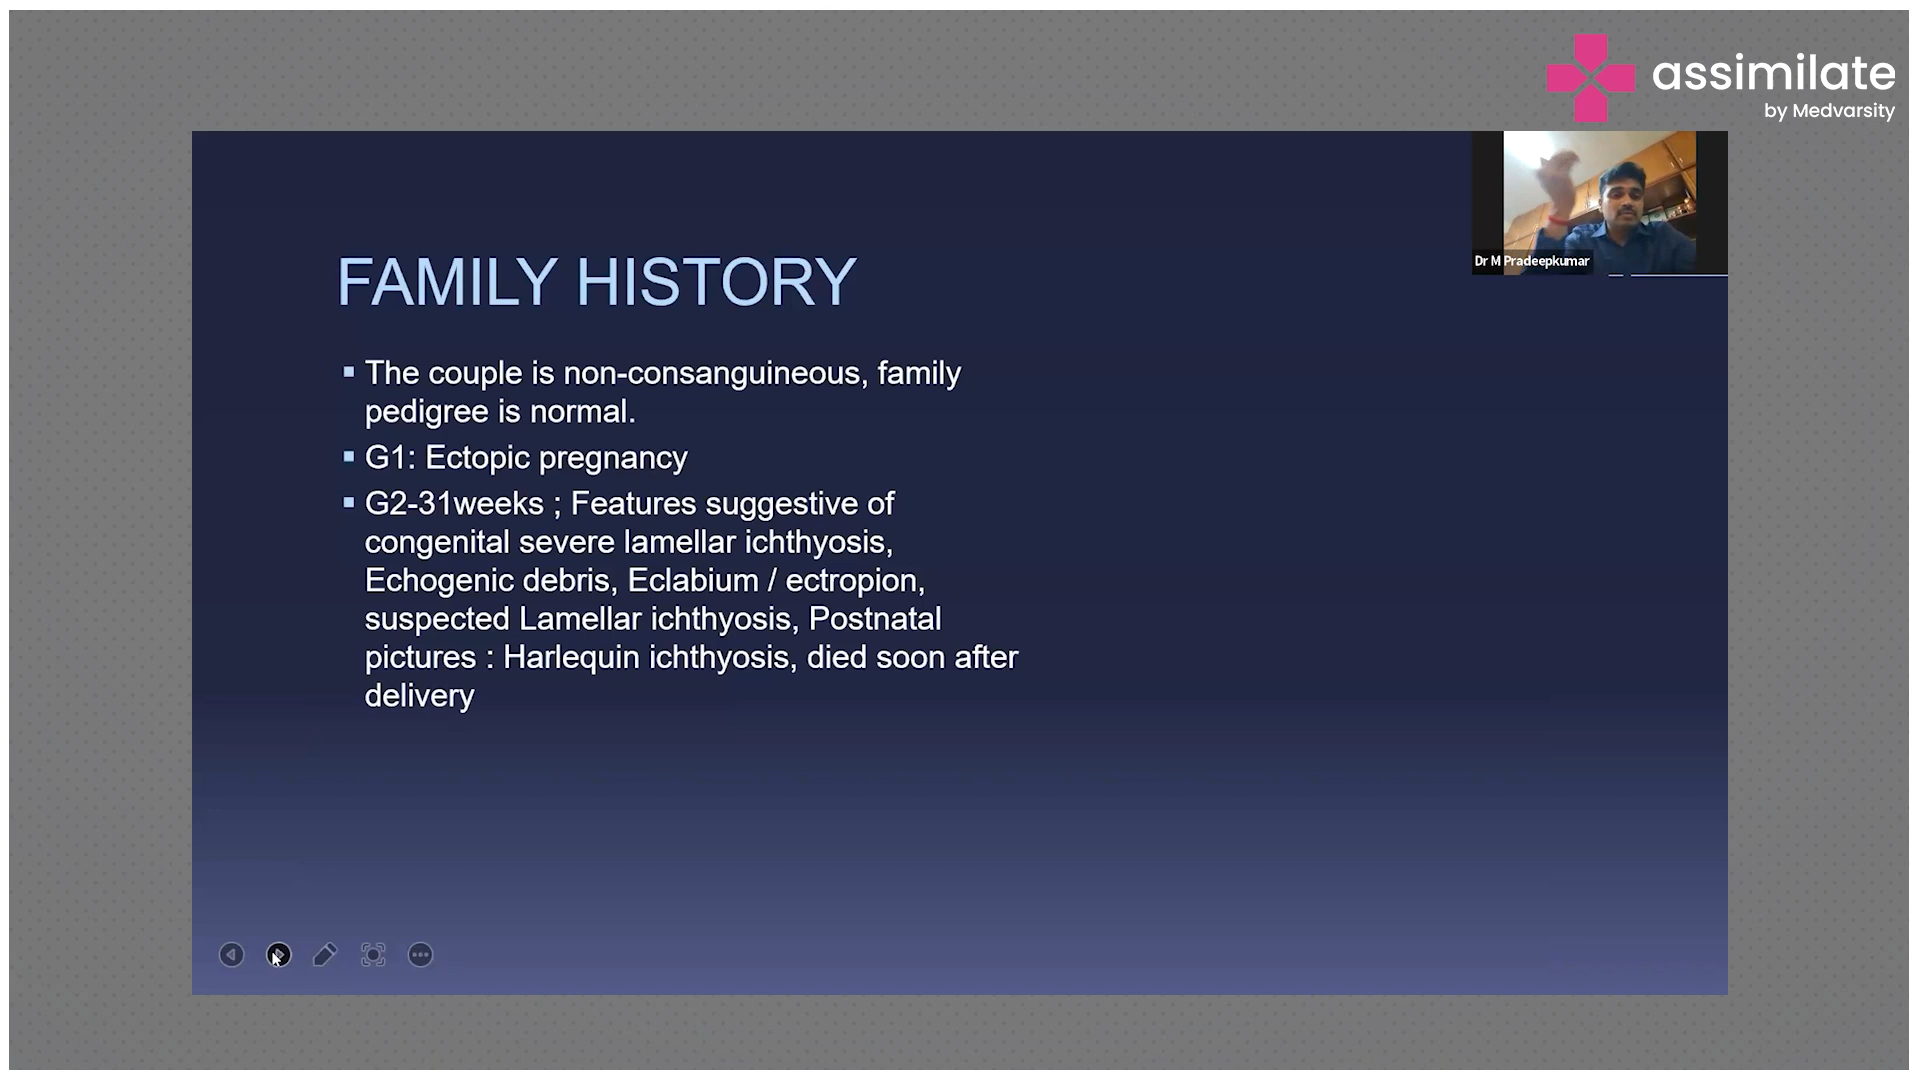 assimilate
by Medvarsity
Dr M Pradeepkumar
FAMILY HISTORY
The couple is non-consanguineous, family
pedigree is normal.
G1: Ectopic pregnancy
G2-31weeks ; Features suggestive of
congenital severe lamellar ichthyosis,
Echogenic debris, Eclabium / ectropion,
suspected Lamellar ichthyosis, Postnatal
pictures : Harlequin ichthyosis, died soon after
delivery